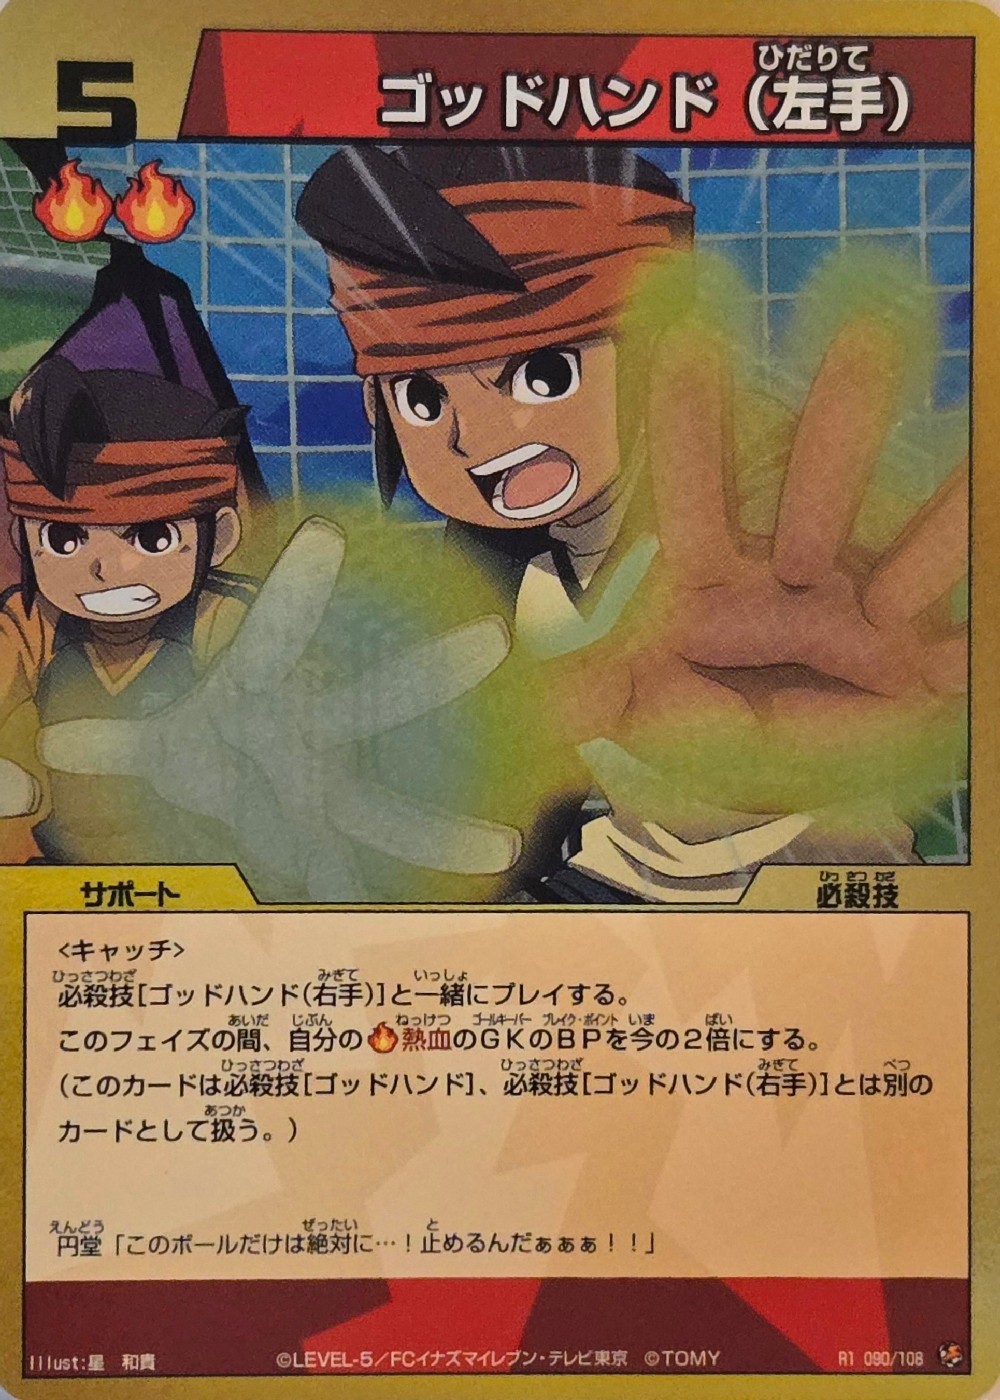 5
ゴッドハンド（左手）
ひだりて
サポート
必殺技
ひっさつわざ
<キャッチ>
必殺技[ゴッドハンド(右手)]と一緒にプレイする。
ひっさつわざ みぎて いっしょ
このフェイズの間、自分の🔥熱血のGKのBPを今の2倍にする。
あいだ じぶん ねっけつ ゴールキーパー ブレイク・ポイント いま ばい
(このカードは必殺技[ゴッドハンド]、必殺技[ゴッドハンド(右手)]とは別の
ひっさつわざ ひっさつわざ みぎて べつ
カードとして扱う。)
あつか
円堂「このボールだけは絶対に…！止めるんだぁぁぁ！！」
えんどう ぜったい と
Illust:星 和貴
©LEVEL-5／FCイナズマイレブン・テレビ東京 ©TOMY
R1 090/108